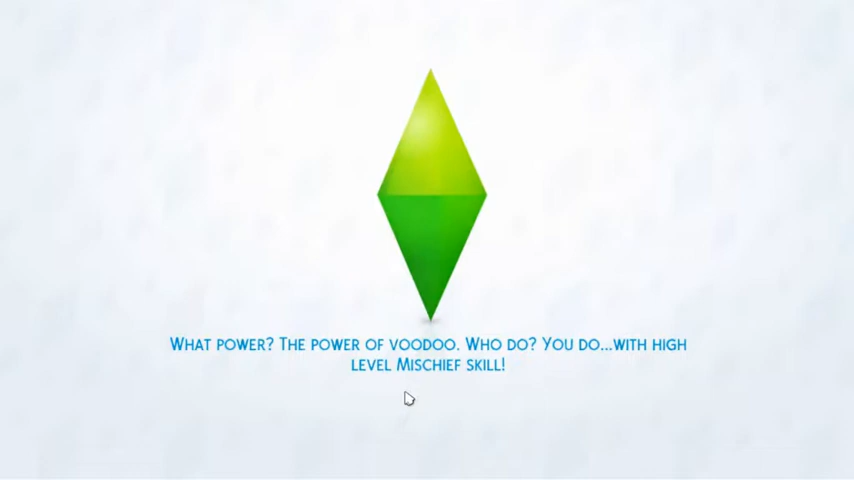 What power? The power of voodoo. Who do? You do...with high
level Mischief skill!